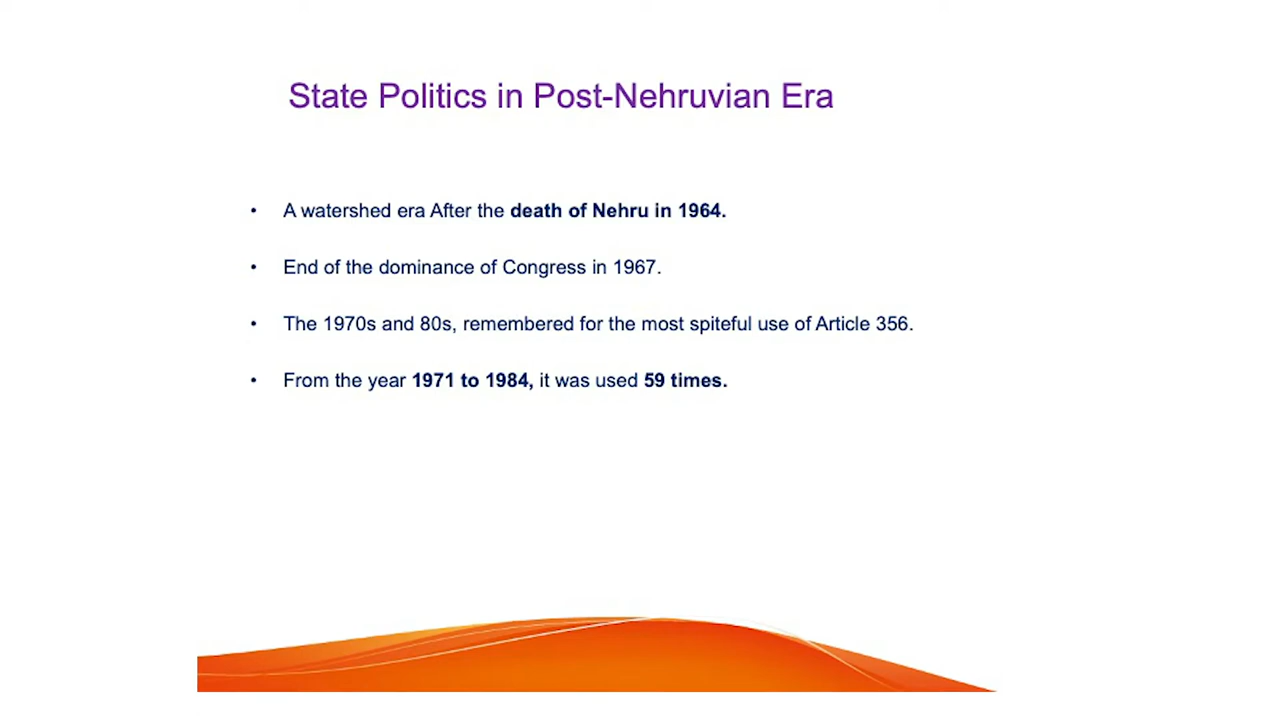 State Politics in Post-Nehruvian Era
• A watershed era After the death of Nehru in 1964.
• End of the dominance of Congress in 1967.
• The 1970s and 80s, remembered for the most spiteful use of Article 356.
• From the year 1971 to 1984, it was used 59 times.